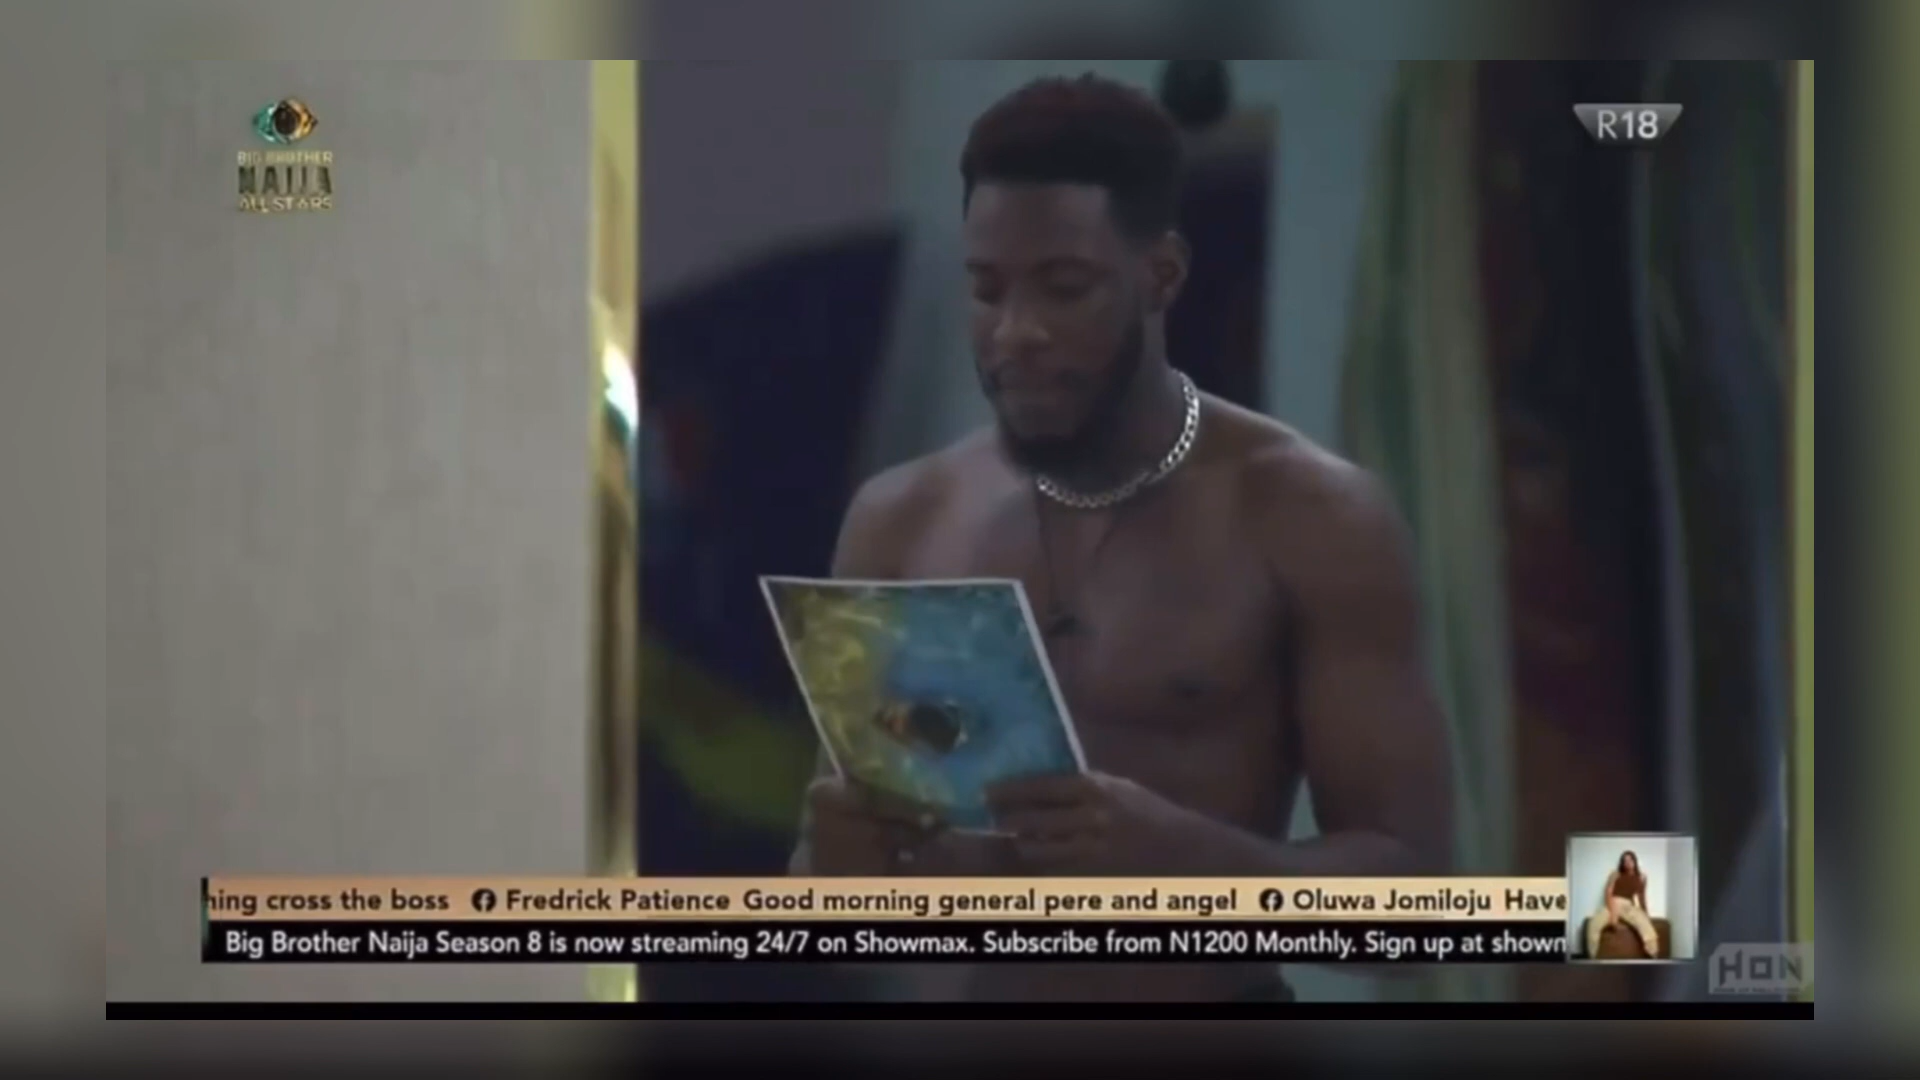 BIG BROTHER
NAIJA
ALL STARS
R18
hing cross the boss Fredrick Patience Good morning general pere and angel Oluwa Jomiloju Have
Big Brother Naija Season 8 is now streaming 24/7 on Showmax. Subscribe from N1200 Monthly. Sign up at showm
HON